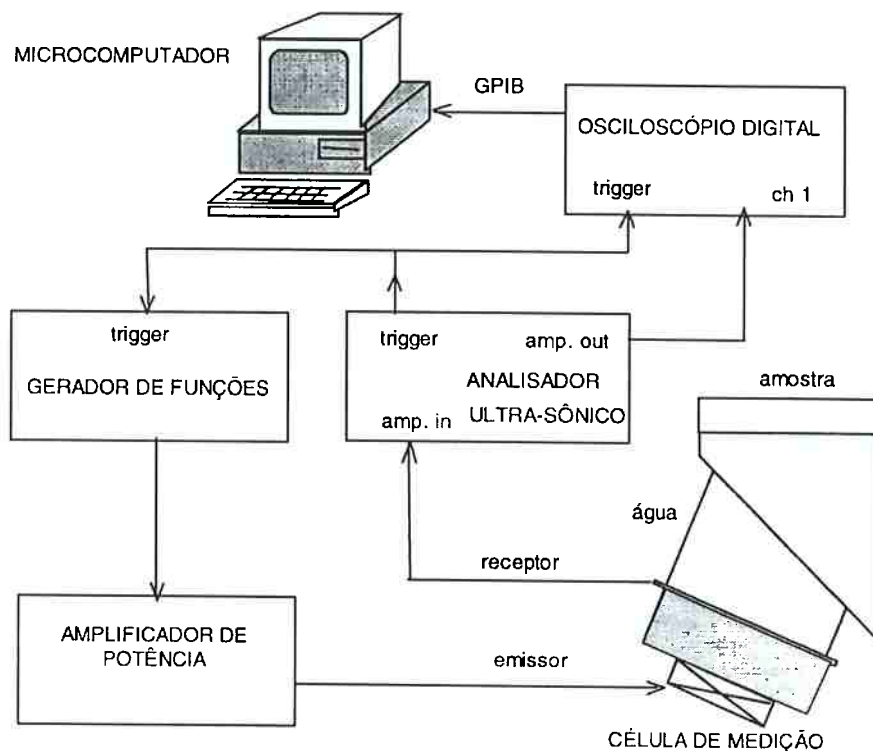 MICROCOMPUTADOR
GPIB
OSCILOSCÓPIO DIGITAL
trigger
ch 1
trigger
GERADOR DE FUNÇÕES
trigger
amp. out
ANALISADOR
ULTRA-SÔNICO
amp. in
amostra
água
receptor
AMPLIFICADOR DE
POTÊNCIA
emissor
CÉLULA DE MEDIÇÃO